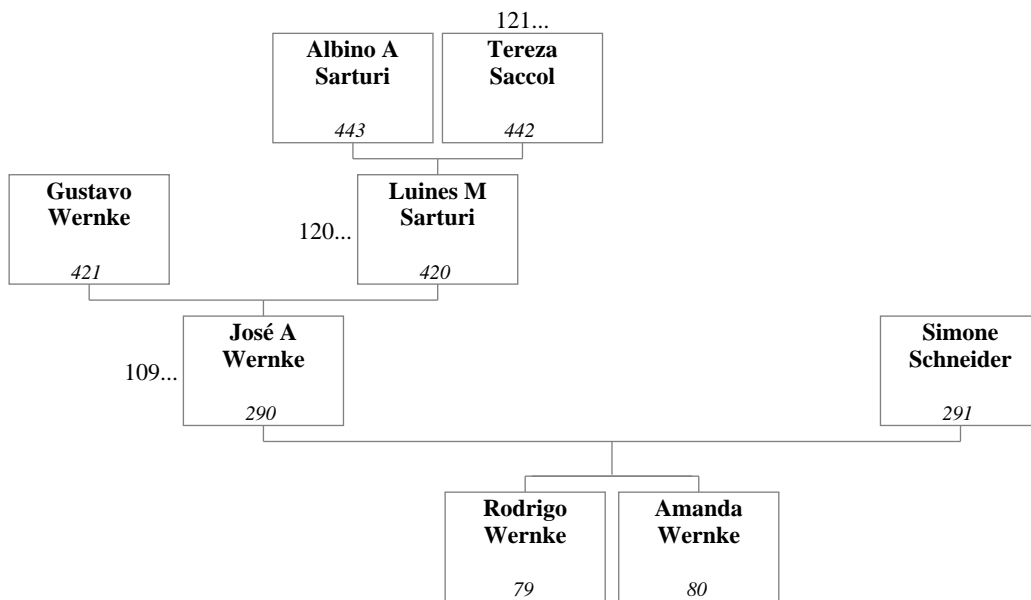 121...
Albino A
Sarturi
443
Tereza
Saccol
442
Gustavo
Wernke
421
120...
Luines M
Sarturi
420
109...
José A
Wernke
290
Simone
Schneider
291
Rodrigo
Wernke
79
Amanda
Wernke
80